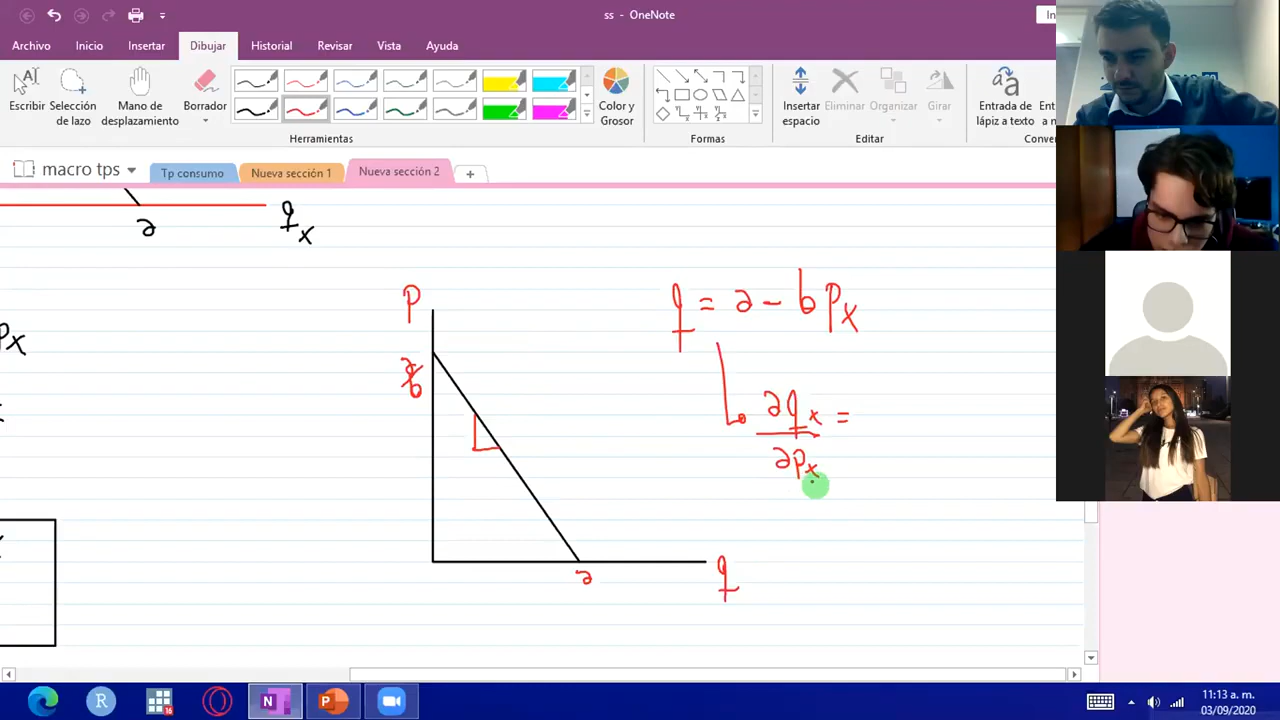 ss - OneNote
Archivo Inicio Insertar Dibujar Historial Revisar Vista Ayuda
Escribir
Selección de lazo
Mano de desplazamiento
Borrador
Color y Grosor
Insertar espacio
Eliminar
Organizar
Girar
Entrada de lápiz a texto
Herramientas Formas Editar
macro tps
Tp consumo Nueva sección 1 Nueva sección 2
a
q x
p
a/b
a
q
px
q = a - b px
∂qx =
∂px
11:13 a. m.
03/09/2020